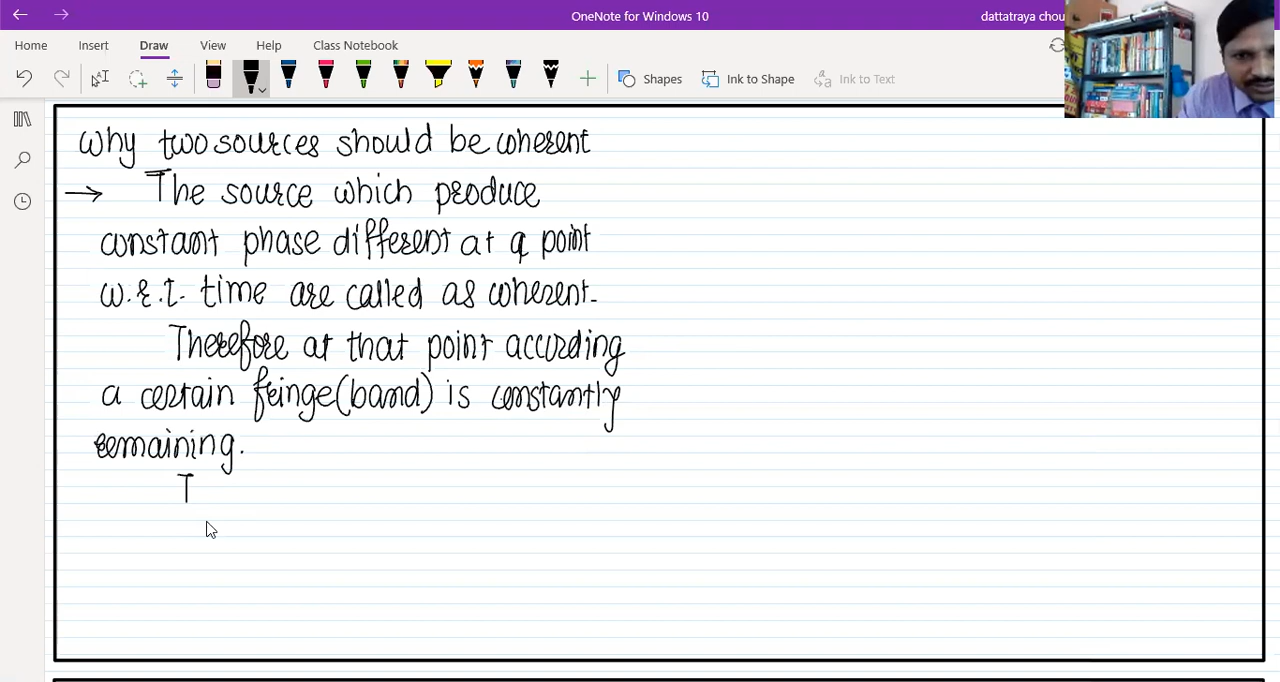 OneNote for Windows 10
dattatraya chou
Home Insert Draw View Help Class Notebook
Shapes Ink to Shape Ink to Text
Why two sources should be coherent
→ The source which produce
constant phase different at a point
w.r.t. time are called as coherent.
Therefore at that point according
a certain fringe(band) is constantly
remaining.
T